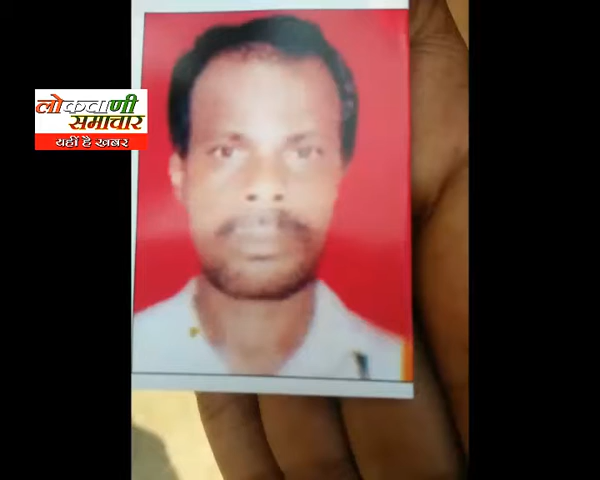 लोकवाणी
समाचार
यहीं है खबर